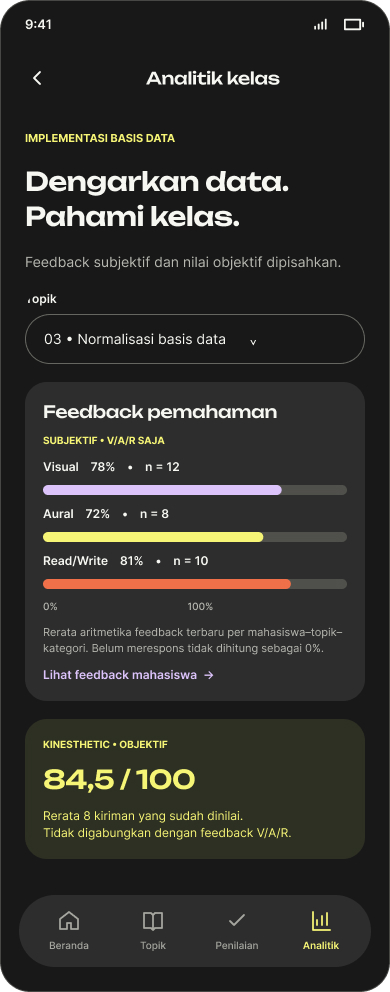 9:41
Analitik kelas
IMPLEMENTASI BASIS DATA
Dengarkan data.
Pahami kelas.
Feedback subjektif dan nilai objektif dipisahkan.
opik
03 • Normalisasi basis data
Feedback pemahaman
SUBJEKTIF • V/A/R SAJA
Visual 78% • n = 12
Aural 72% • n = 8
Read/Write 81% • n = 10
0% 100%
Rerata aritmetika feedback terbaru per mahasiswa–topik–
kategori. Belum merespons tidak dihitung sebagai 0%.
Lihat feedback mahasiswa →
KINESTHETIC • OBJEKTIF
84,5 / 100
Rerata 8 kiriman yang sudah dinilai.
Tidak digabungkan dengan feedback V/A/R.
Beranda Topik Penilaian Analitik